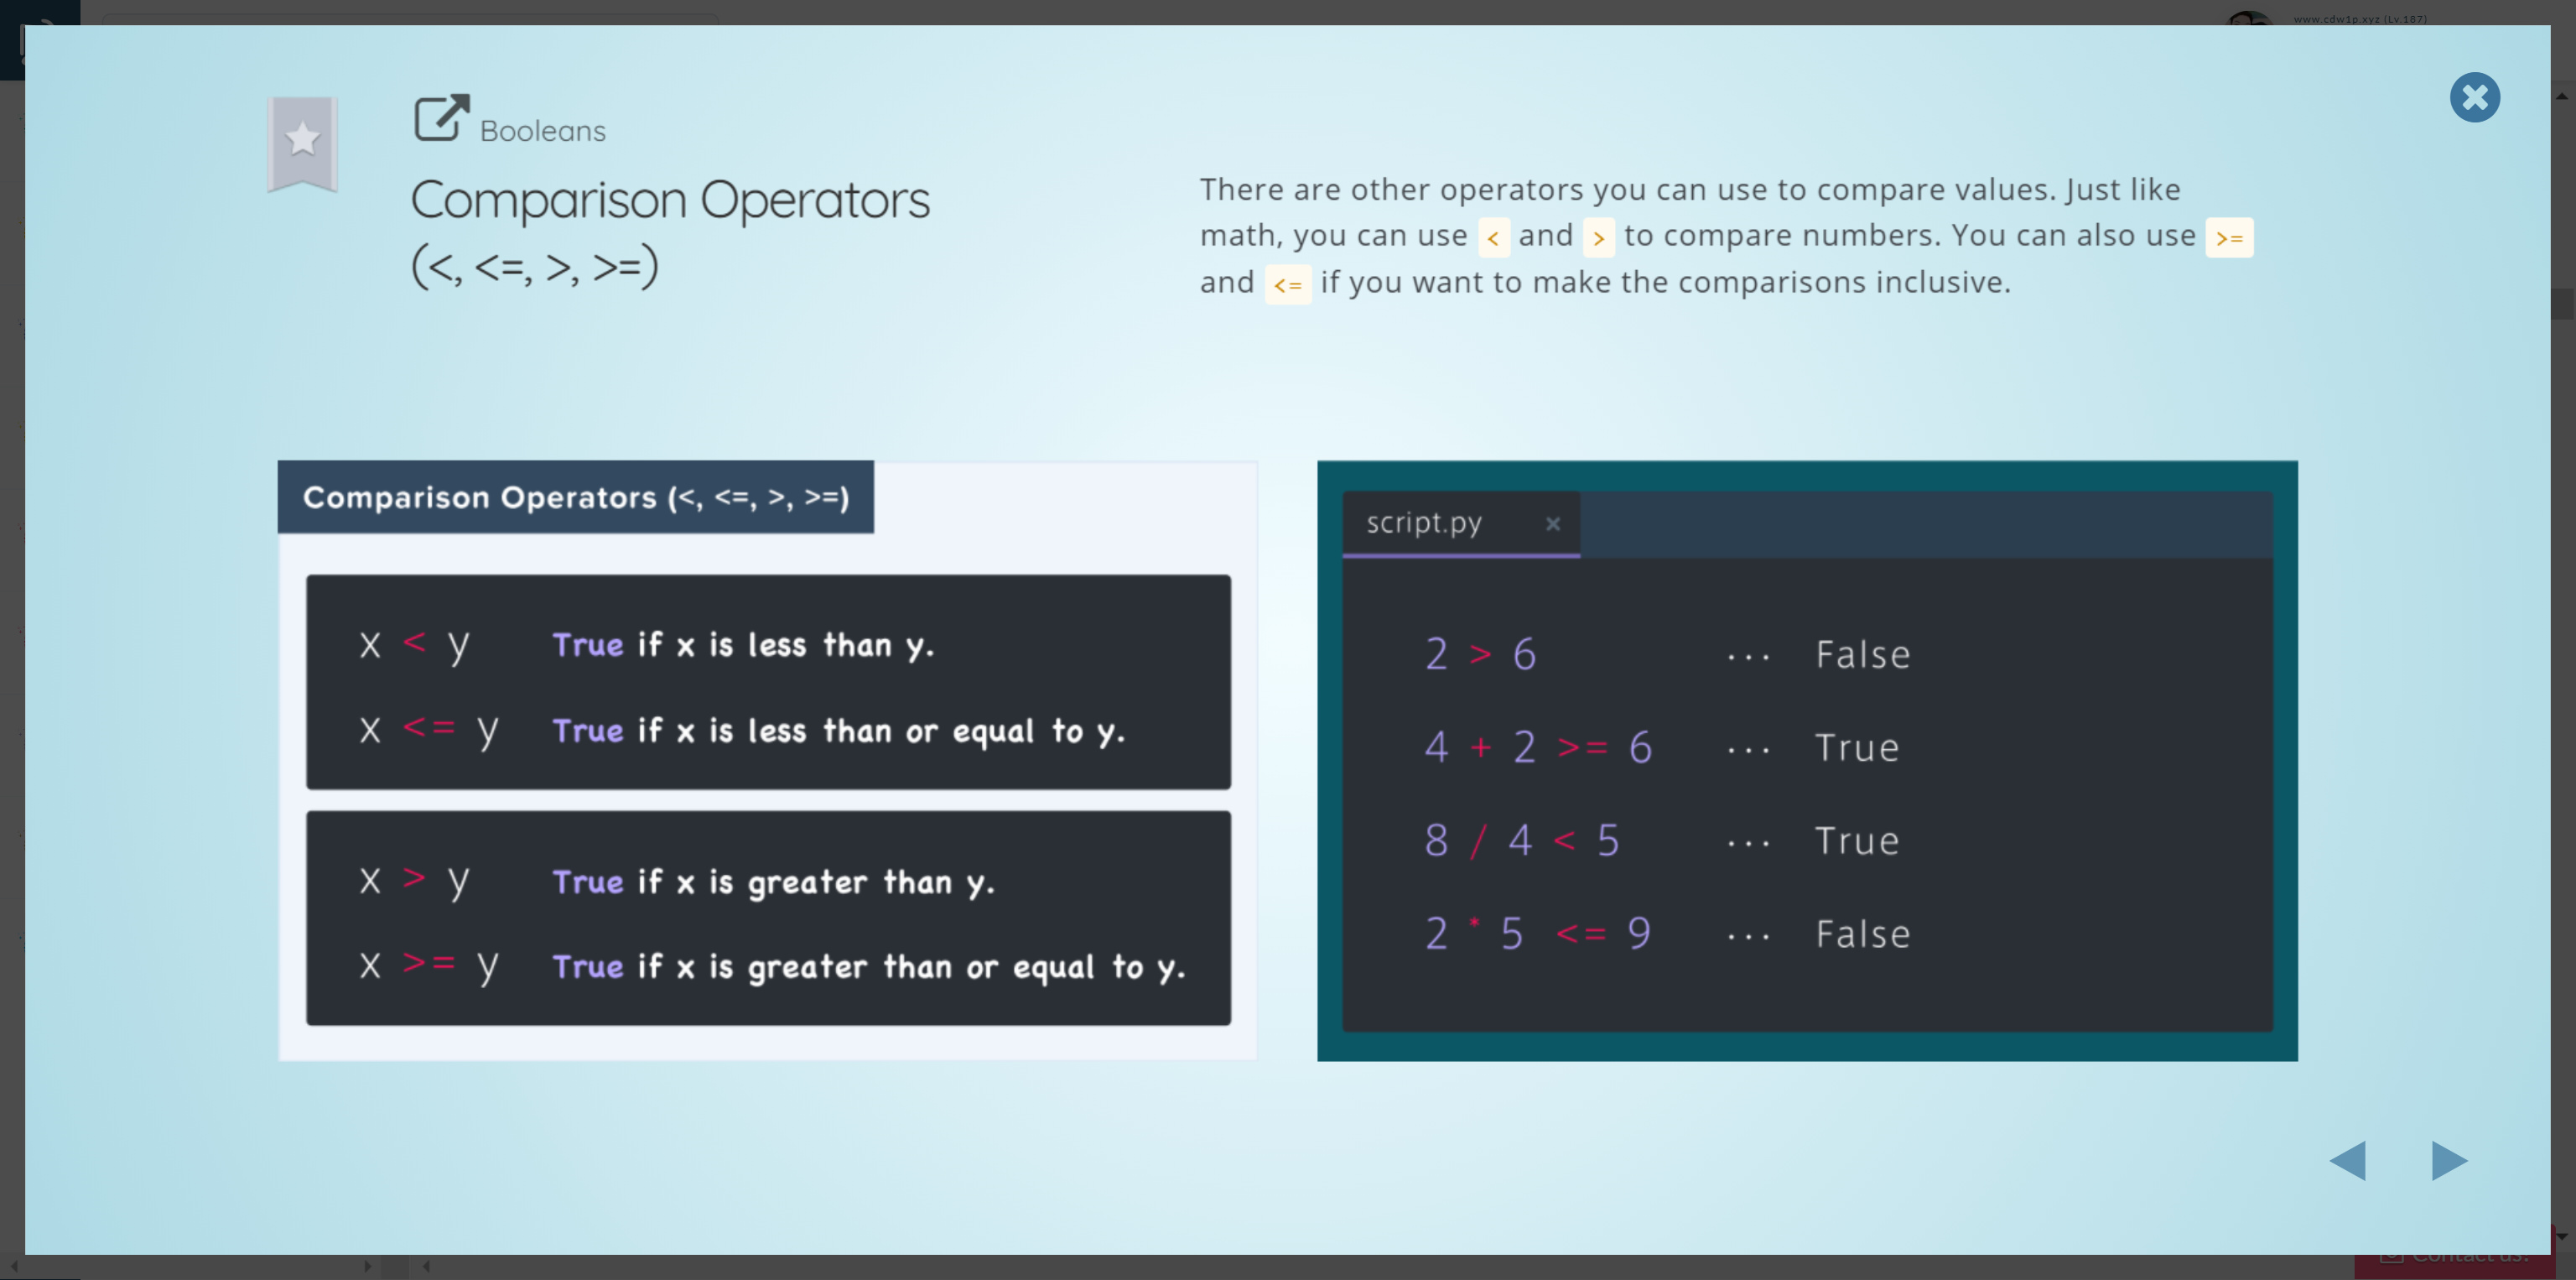 www.cdw1p.xyz (Lv.187)
Booleans
Comparison Operators
(<, <=, >, >=)
There are other operators you can use to compare values. Just like
math, you can use < and > to compare numbers. You can also use >=
and <= if you want to make the comparisons inclusive.
Comparison Operators (<, <=, >, >=)
x < y True if x is less than y.
x <= y True if x is less than or equal to y.
x > y True if x is greater than y.
x >= y True if x is greater than or equal to y.
script.py
2 > 6 ... False
4 + 2 >= 6 ... True
8 / 4 < 5 ... True
2 * 5 <= 9 ... False
Contact us!